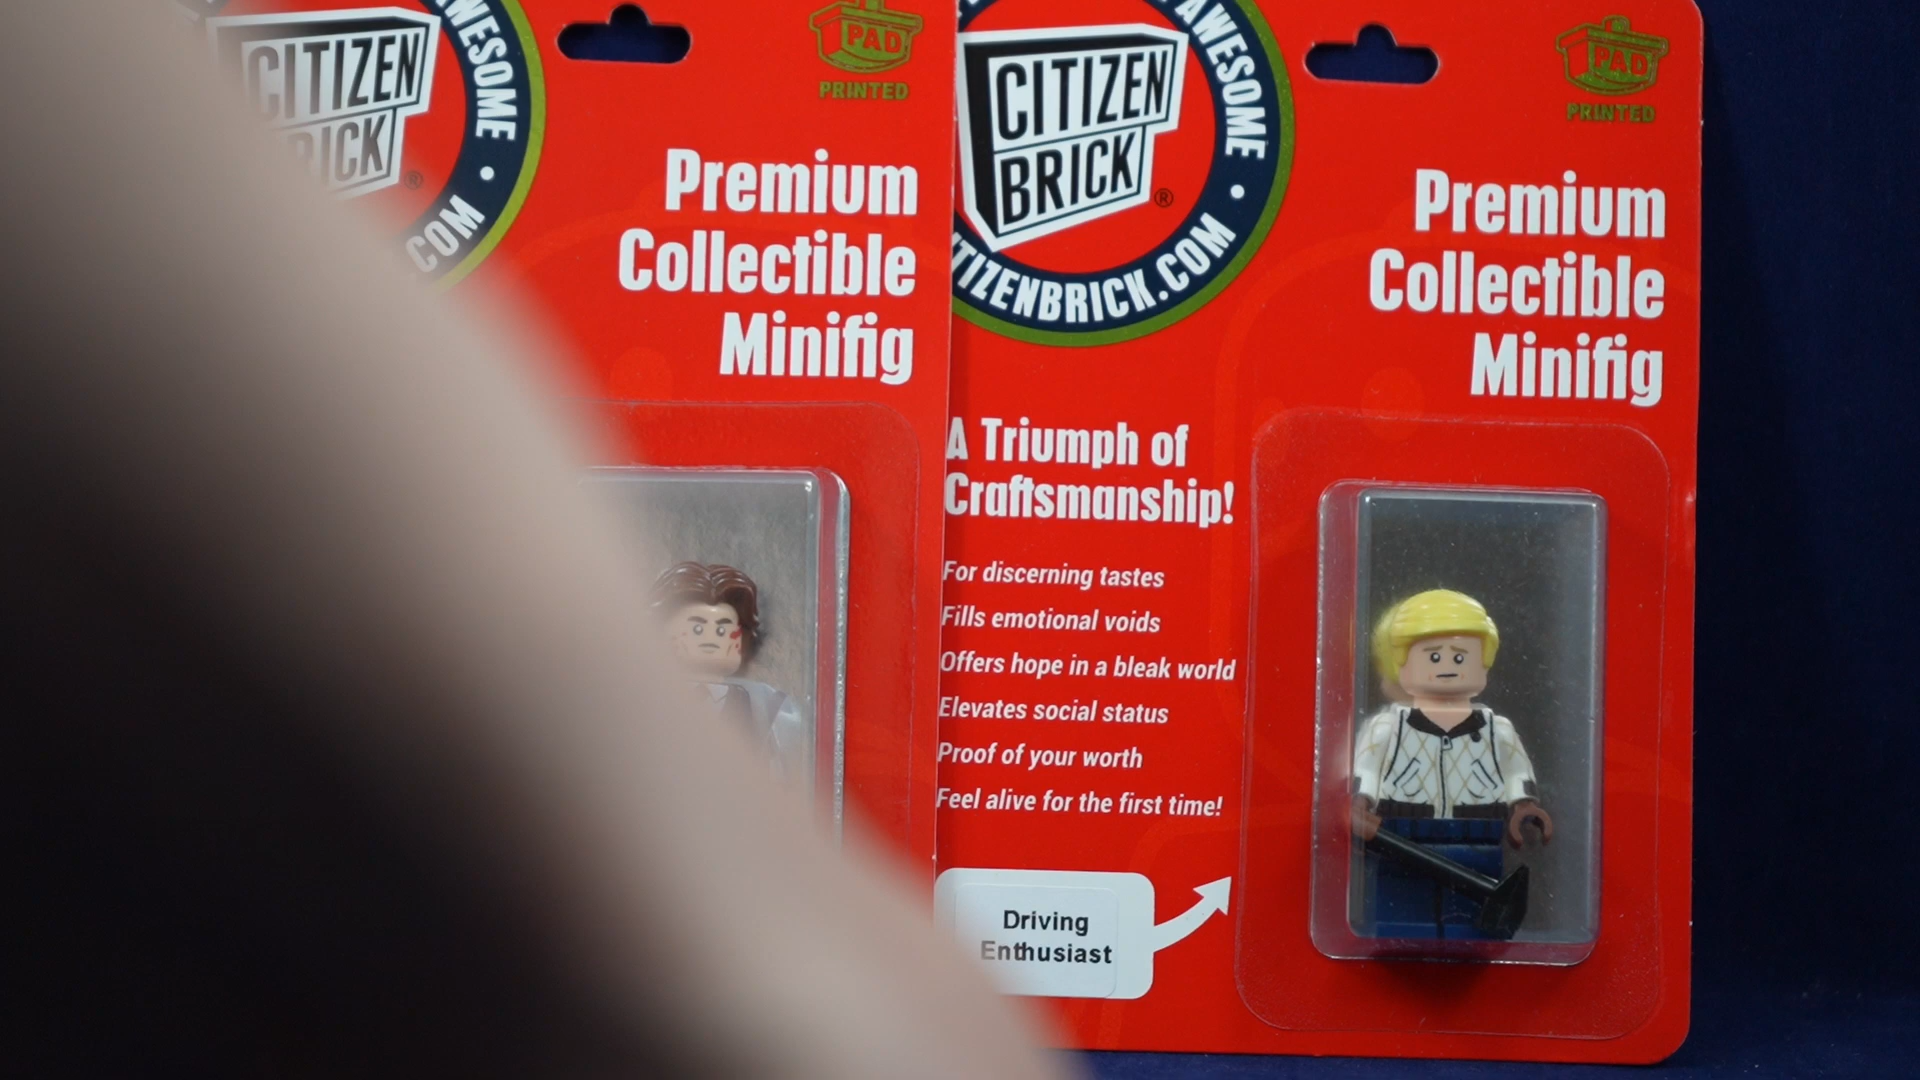 CITIZEN
BRICK
®
AWESOME •
COM
PAD
PRINTED
Premium
Collectible
Minifig
CITIZEN
BRICK
®
AWESOME •
CITIZENBRICK.COM
PAD
PRINTED
Premium
Collectible
Minifig
A Triumph of
Craftsmanship!
For discerning tastes
Fills emotional voids
Offers hope in a bleak world
Elevates social status
Proof of your worth
Feel alive for the first time!
Driving
Enthusiast